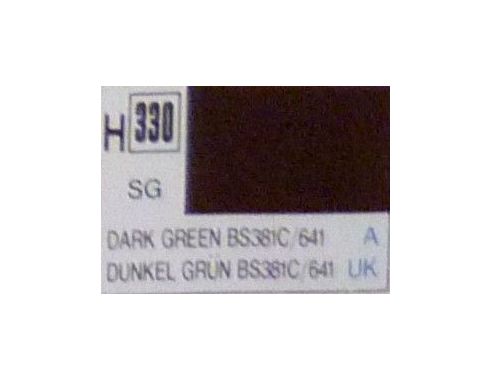 H 330
SG
DARK GREEN BS381C/641 A
DUNKEL GRÜN BS381C/641 UK